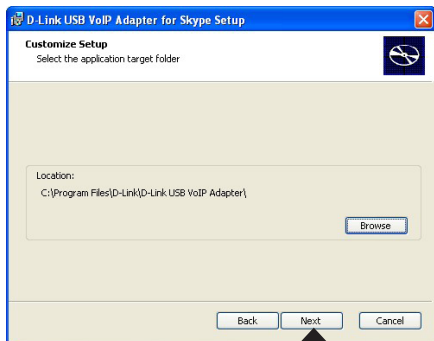 D-Link USB VoIP Adapter for Skype Setup
Customize Setup
Select the application target folder
Location:
C:\Program Files\D-Link\D-Link USB VoIP Adapter\
Browse
Back Next Cancel